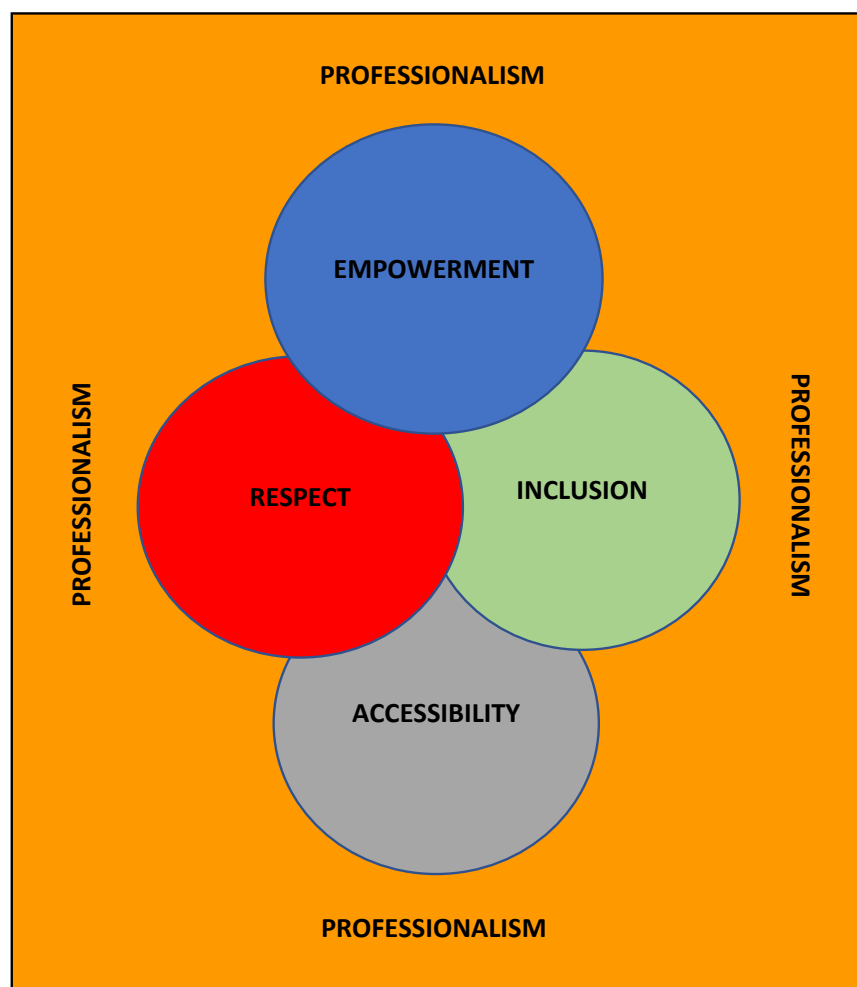 PROFESSIONALISM
EMPOWERMENT
PROFESSIONALISM
RESPECT
INCLUSION
PROFESSIONALISM
ACCESSIBILITY
PROFESSIONALISM